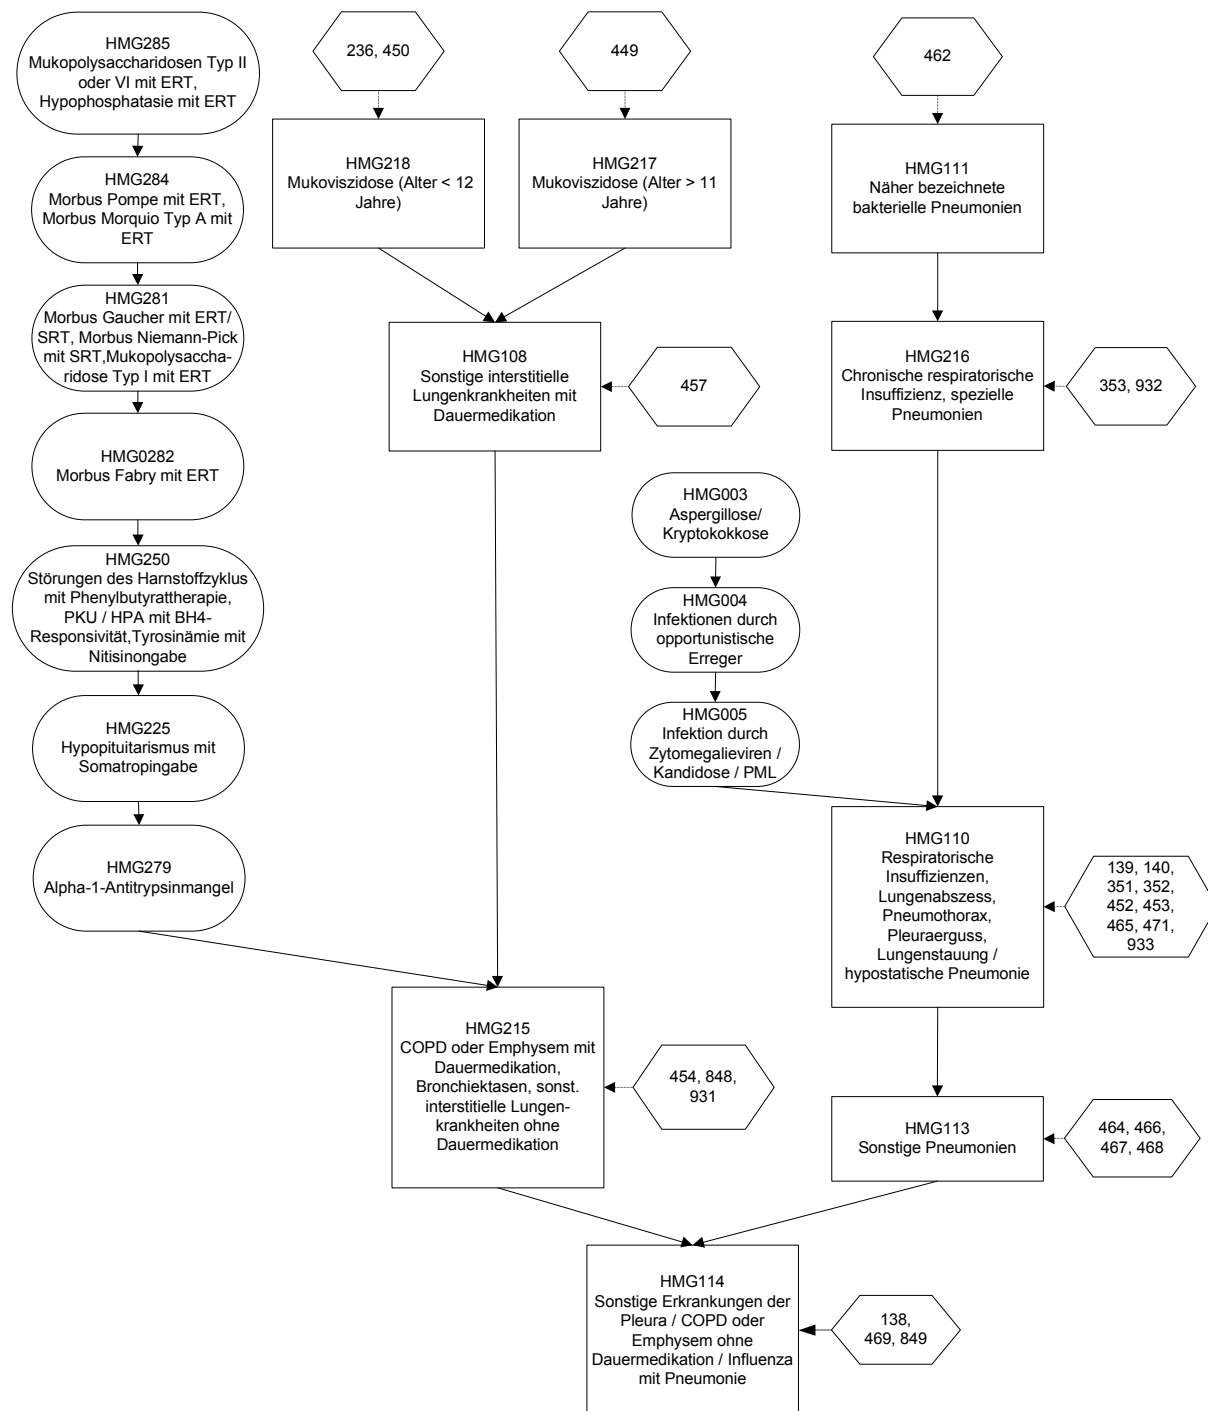 HMG285
Mukopolysaccharidosen Typ II
oder VI mit ERT,
Hypophosphatasie mit ERT
236, 450
449
462
HMG218
Mukoviszidose (Alter < 12
Jahre)
HMG217
Mukoviszidose (Alter > 11
Jahre)
HMG111
Näher bezeichnete
bakterielle Pneumonien
HMG284
Morbus Pompe mit ERT,
Morbus Morquio Typ A mit
ERT
HMG281
Morbus Gaucher mit ERT/
SRT, Morbus Niemann-Pick
mit SRT,Mukopolysaccha-
ridose Typ I mit ERT
HMG108
Sonstige interstitielle
Lungenkrankheiten mit
Dauermedikation
457
HMG216
Chronische respiratorische
Insuffizienz, spezielle
Pneumonien
353, 932
HMG0282
Morbus Fabry mit ERT
HMG003
Aspergillose/
Kryptokokkose
HMG250
Störungen des Harnstoffzyklus
mit Phenylbutyrattherapie,
PKU / HPA mit BH4-
Responsivität,Tyrosinämie mit
Nitisinongabe
HMG004
Infektionen durch
opportunistische
Erreger
HMG225
Hypopituitarismus mit
Somatropingabe
HMG005
Infektion durch
Zytomegalieviren /
Kandidose / PML
HMG279
Alpha-1-Antitrypsinmangel
HMG110
Respiratorische
Insuffizienzen,
Lungenabszess,
Pneumothorax,
Pleuraerguss,
Lungenstauung /
hypostatische Pneumonie
139, 140,
351, 352,
452, 453,
465, 471,
933
HMG215
COPD oder Emphysem mit
Dauermedikation,
Bronchiektasen, sonst.
interstitielle Lungen-
krankheiten ohne
Dauermedikation
454, 848,
931
HMG113
Sonstige Pneumonien
464, 466,
467, 468
HMG114
Sonstige Erkrankungen der
Pleura / COPD oder
Emphysem ohne
Dauermedikation / Influenza
mit Pneumonie
138,
469, 849